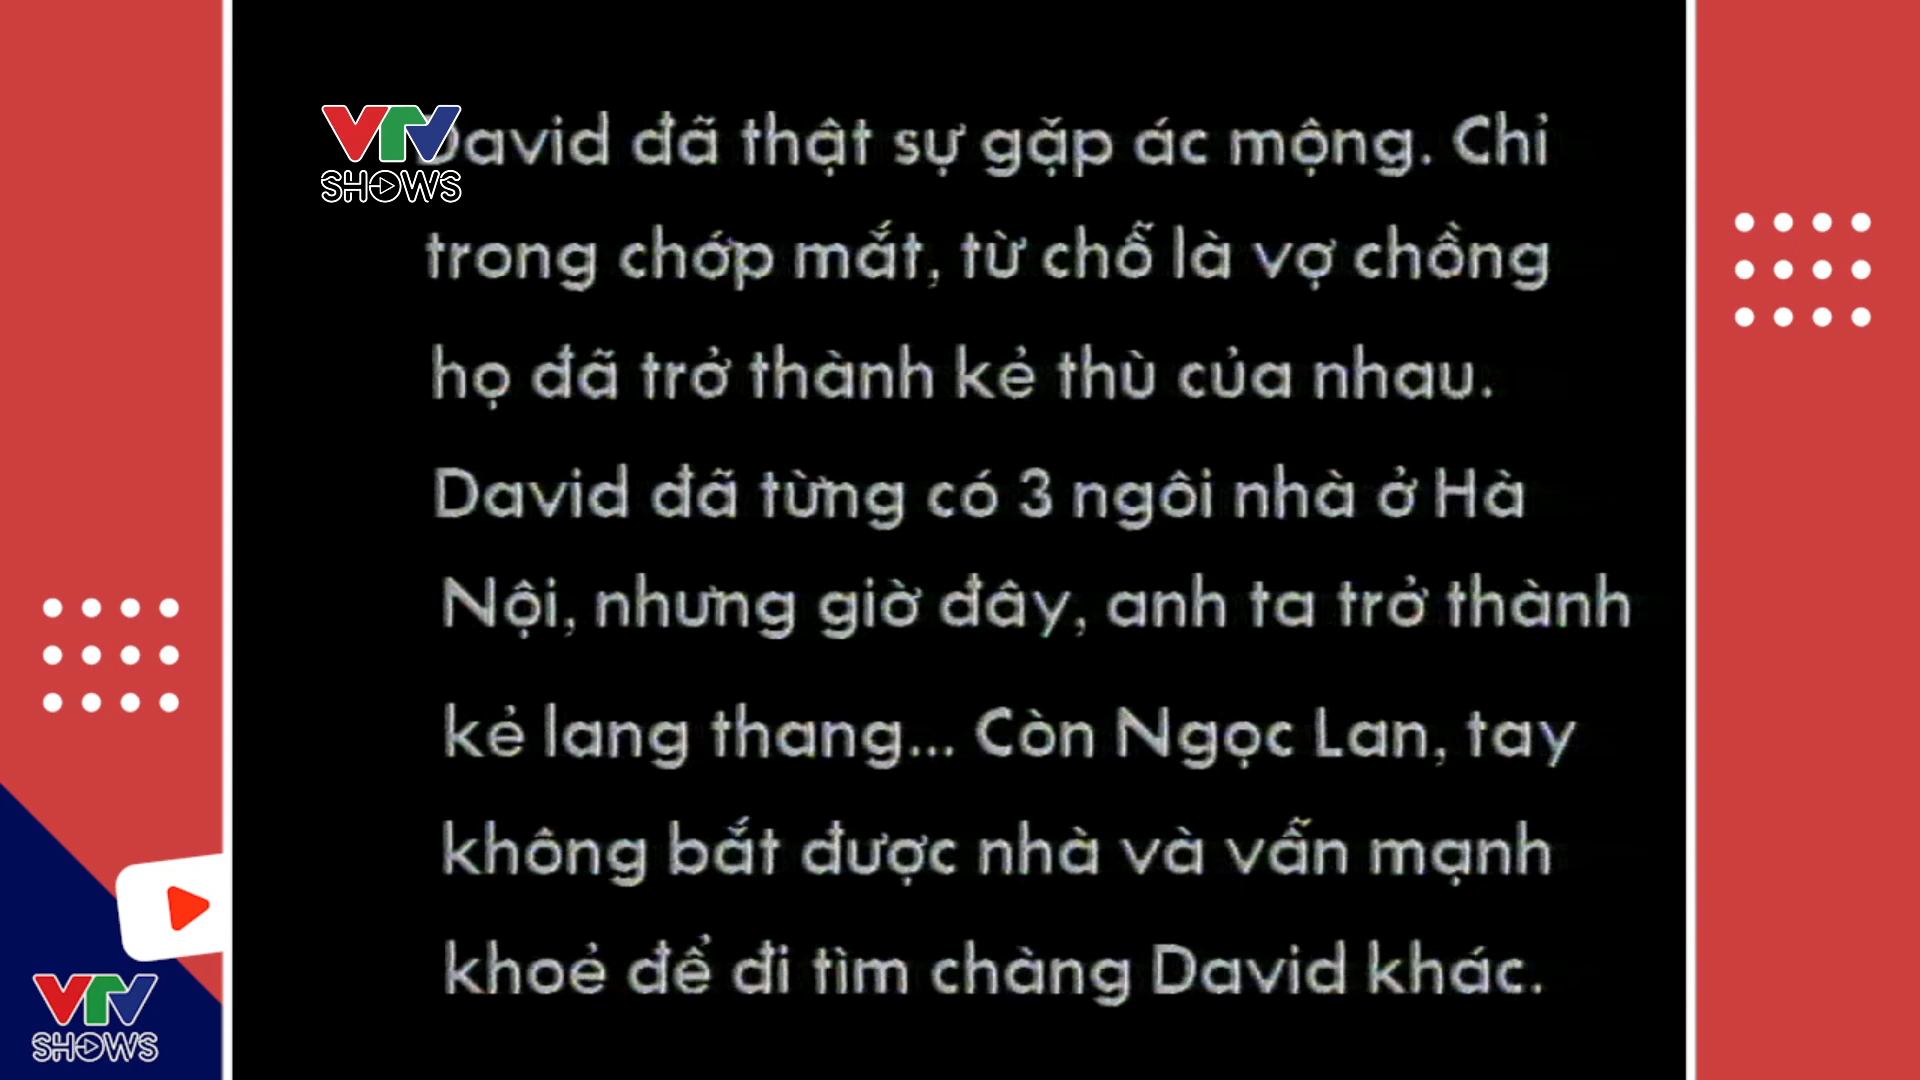 VTV
SHOWS
David đã thật sự gặp ác mộng. Chỉ
trong chớp mắt, từ chỗ là vợ chồng
họ đã trở thành kẻ thù của nhau.
David đã từng có 3 ngôi nhà ở Hà
Nội, nhưng giờ đây, anh ta trở thành
kẻ lang thang... Còn Ngọc Lan, tay
không bắt được nhà và vẫn mạnh
khoẻ để đi tìm chàng David khác.
VTV
SHOWS